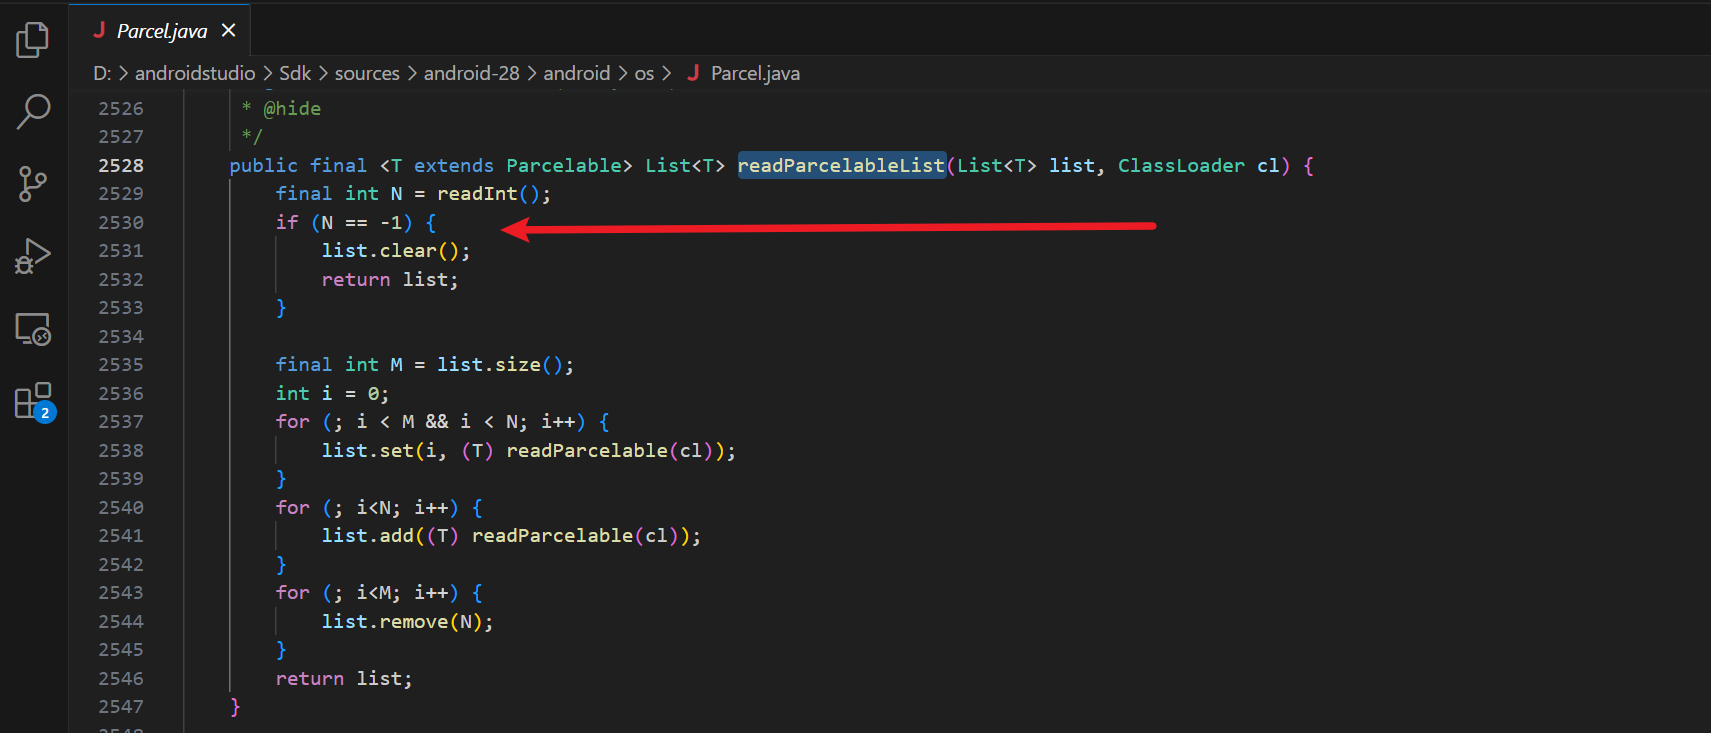 J Parcel.java ×
D: > androidstudio > Sdk > sources > android-28 > android > os > J Parcel.java
2526 * @hide
2527 */
2528 public final <T extends Parcelable> List<T> readParcelableList(List<T> list, ClassLoader cl) {
2529 final int N = readInt();
2530 if (N == -1) {
2531 list.clear();
2532 return list;
2533 }
2534
2535 final int M = list.size();
2536 int i = 0;
2537 for (; i < M && i < N; i++) {
2538 list.set(i, (T) readParcelable(cl));
2539 }
2540 for (; i<N; i++) {
2541 list.add((T) readParcelable(cl));
2542 }
2543 for (; i<M; i++) {
2544 list.remove(N);
2545 }
2546 return list;
2547 }
2